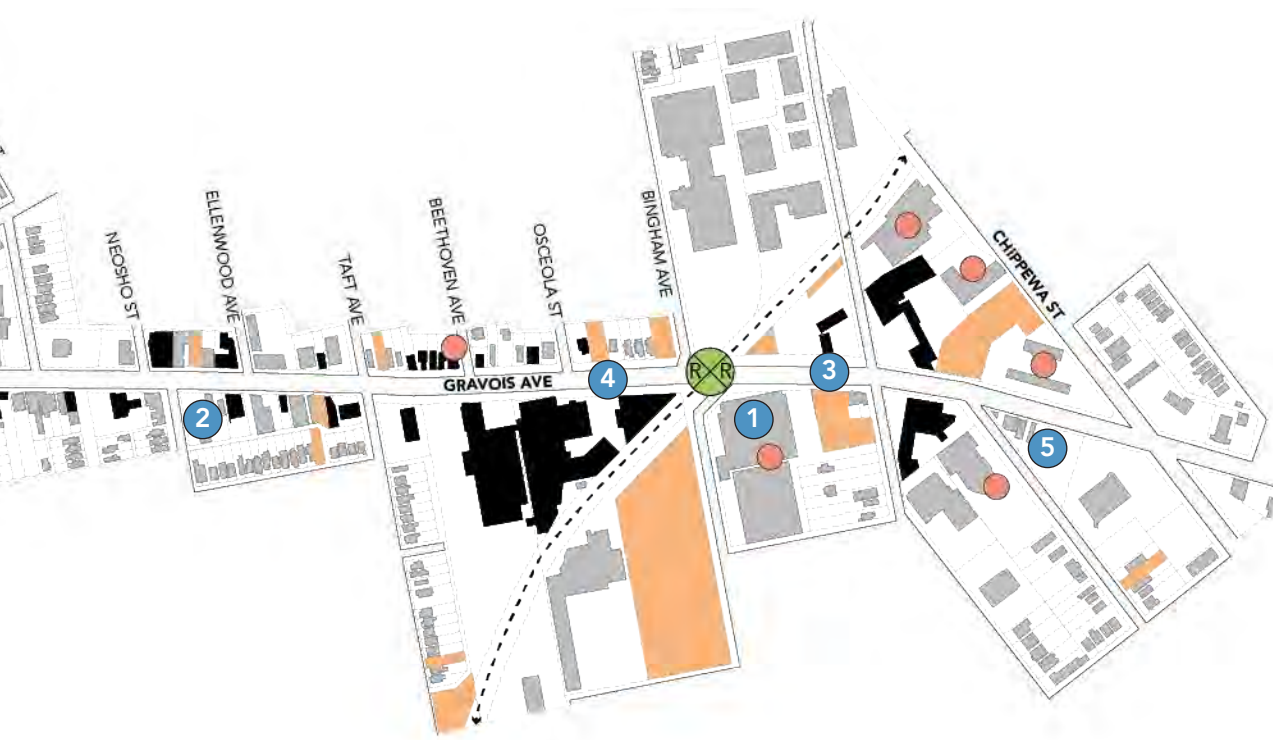 NEOSHO ST
ELLENWOOD AVE
TAFT AVE
BEETHOVEN AVE
OSCEOLA ST
BINGHAM AVE
CHIPPEWA ST
GRAVOIS AVE
R R
1
2
3
4
5